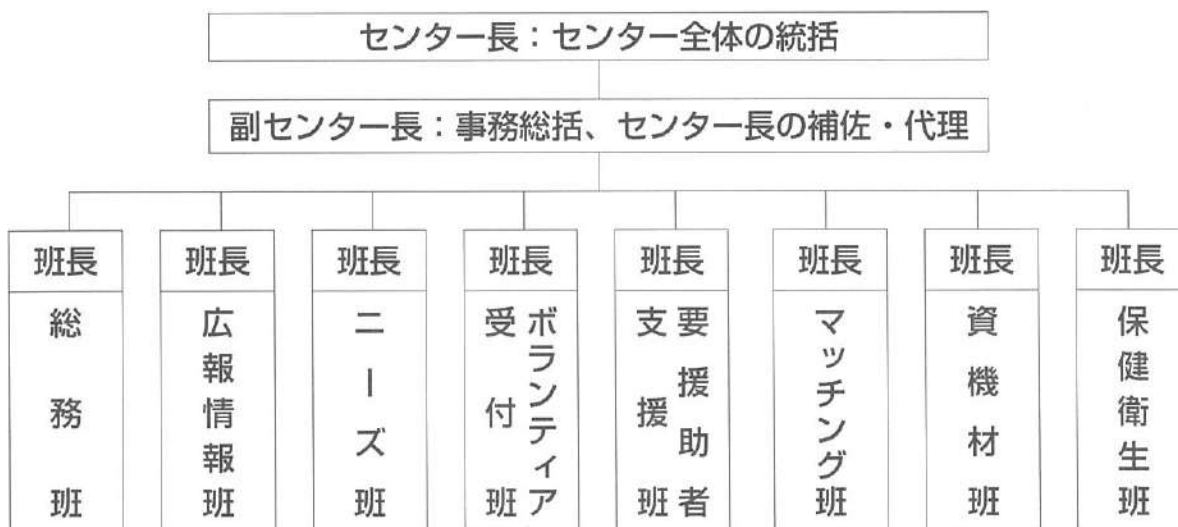 センター長：センター全体の統括
副センター長：事務総括、センター長の補佐・代理
班長
総務班
班長
広報情報班
班長
ニーズ班
班長
ボランティア
受付班
班長
要援助者
支援班
班長
マッチング班
班長
資機材班
班長
保健衛生班